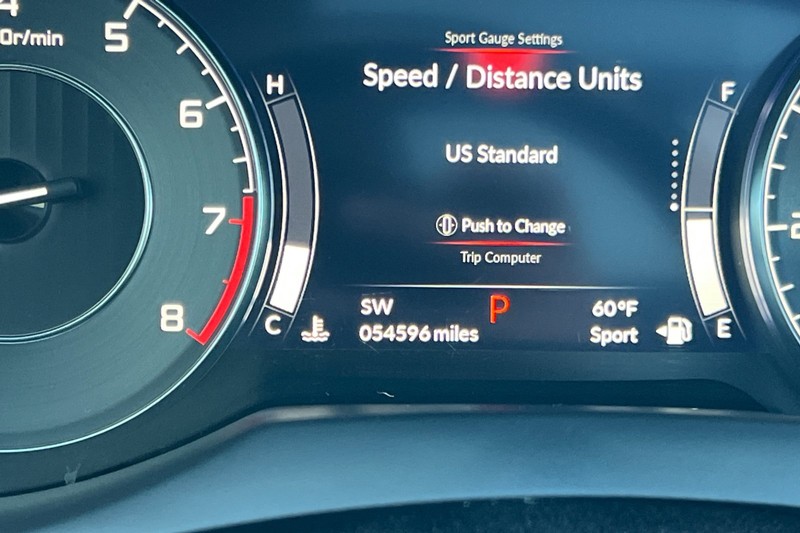 0r/min
5
6
7
8
H
C
Sport Gauge Settings
Speed / Distance Units
US Standard
Push to Change
Trip Computer
SW
P
60°F
054596 miles
Sport
F
E
2